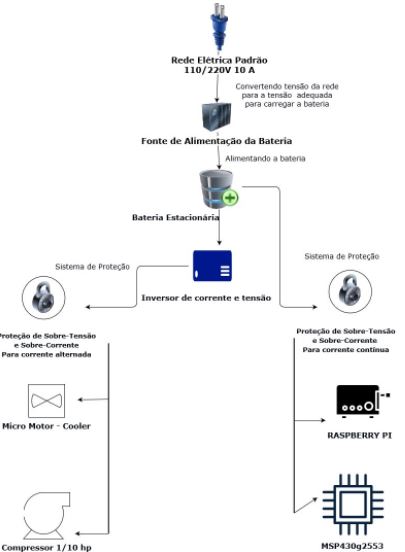 Rede Elétrica Padrão
110/220V 10 A
Convertendo tensão da rede
para a tensão adequada
para carregar a bateria
Fonte de Alimentação da Bateria
Alimentando a bateria
Bateria Estacionária
Sistema de Proteção
Sistema de Proteção
Inversor de corrente e tensão
Proteção de Sobre-Tensão
e Sobre-Corrente
Para corrente alternada
Proteção de Sobre-Tensão
e Sobre-Corrente
Para corrente contínua
Micro Motor - Cooler
RASPBERRY PI
Compressor 1/10 hp
MSP430g2553